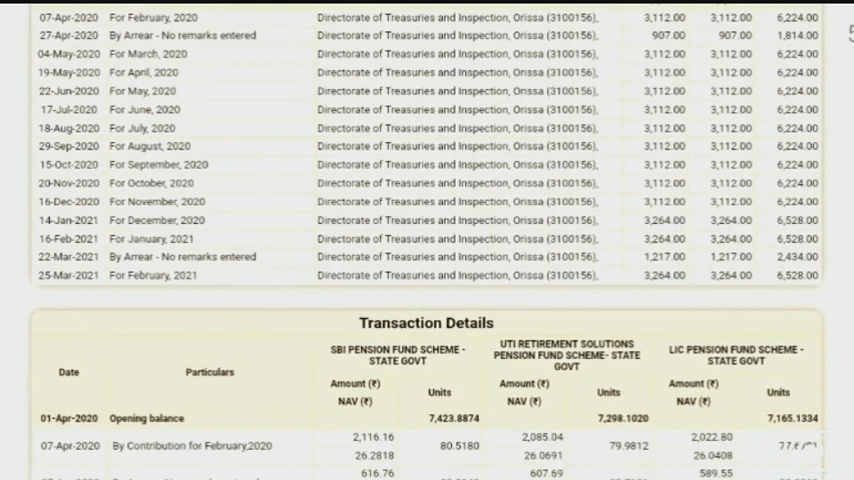 07-Apr-2020 For February, 2020 Directorate of Treasuries and Inspection, Orissa (3100156), 3,112.00 3,112.00 6,224.00
27-Apr-2020 By Arrear - No remarks entered Directorate of Treasuries and Inspection, Orissa (3100156), 907.00 907.00 1,814.00
04-May-2020 For March, 2020 Directorate of Treasuries and Inspection, Orissa (3100156), 3,112.00 3,112.00 6,224.00
19-May-2020 For April, 2020 Directorate of Treasuries and Inspection, Orissa (3100156), 3,112.00 3,112.00 6,224.00
22-Jun-2020 For May, 2020 Directorate of Treasuries and Inspection, Orissa (3100156), 3,112.00 3,112.00 6,224.00
17-Jul-2020 For June, 2020 Directorate of Treasuries and Inspection, Orissa (3100156), 3,112.00 3,112.00 6,224.00
18-Aug-2020 For July, 2020 Directorate of Treasuries and Inspection, Orissa (3100156), 3,112.00 3,112.00 6,224.00
29-Sep-2020 For August, 2020 Directorate of Treasuries and Inspection, Orissa (3100156), 3,112.00 3,112.00 6,224.00
15-Oct-2020 For September, 2020 Directorate of Treasuries and Inspection, Orissa (3100156), 3,112.00 3,112.00 6,224.00
20-Nov-2020 For October, 2020 Directorate of Treasuries and Inspection, Orissa (3100156), 3,112.00 3,112.00 6,224.00
16-Dec-2020 For November, 2020 Directorate of Treasuries and Inspection, Orissa (3100156), 3,112.00 3,112.00 6,224.00
14-Jan-2021 For December, 2020 Directorate of Treasuries and Inspection, Orissa (3100156), 3,264.00 3,264.00 6,528.00
16-Feb-2021 For January, 2021 Directorate of Treasuries and Inspection, Orissa (3100156), 3,264.00 3,264.00 6,528.00
22-Mar-2021 By Arrear - No remarks entered Directorate of Treasuries and Inspection, Orissa (3100156), 1,217.00 1,217.00 2,434.00
25-Mar-2021 For February, 2021 Directorate of Treasuries and Inspection, Orissa (3100156), 3,264.00 3,264.00 6,528.00
Transaction Details
SBI PENSION FUND SCHEME - STATE GOVT
UTI RETIREMENT SOLUTIONS PENSION FUND SCHEME- STATE GOVT
LIC PENSION FUND SCHEME - STATE GOVT
Date Particulars
Amount (₹) Units Amount (₹) Units Amount (₹) Units
NAV (₹) NAV (₹) NAV (₹)
01-Apr-2020 Opening balance 7,423.8874 7,298.1020 7,165.1334
2,116.16 2,085.04 2,022.80
07-Apr-2020 By Contribution for February,2020 80.5180 79.9812
26.2818 26.0691 26.0408
616.76 607.69 589.55